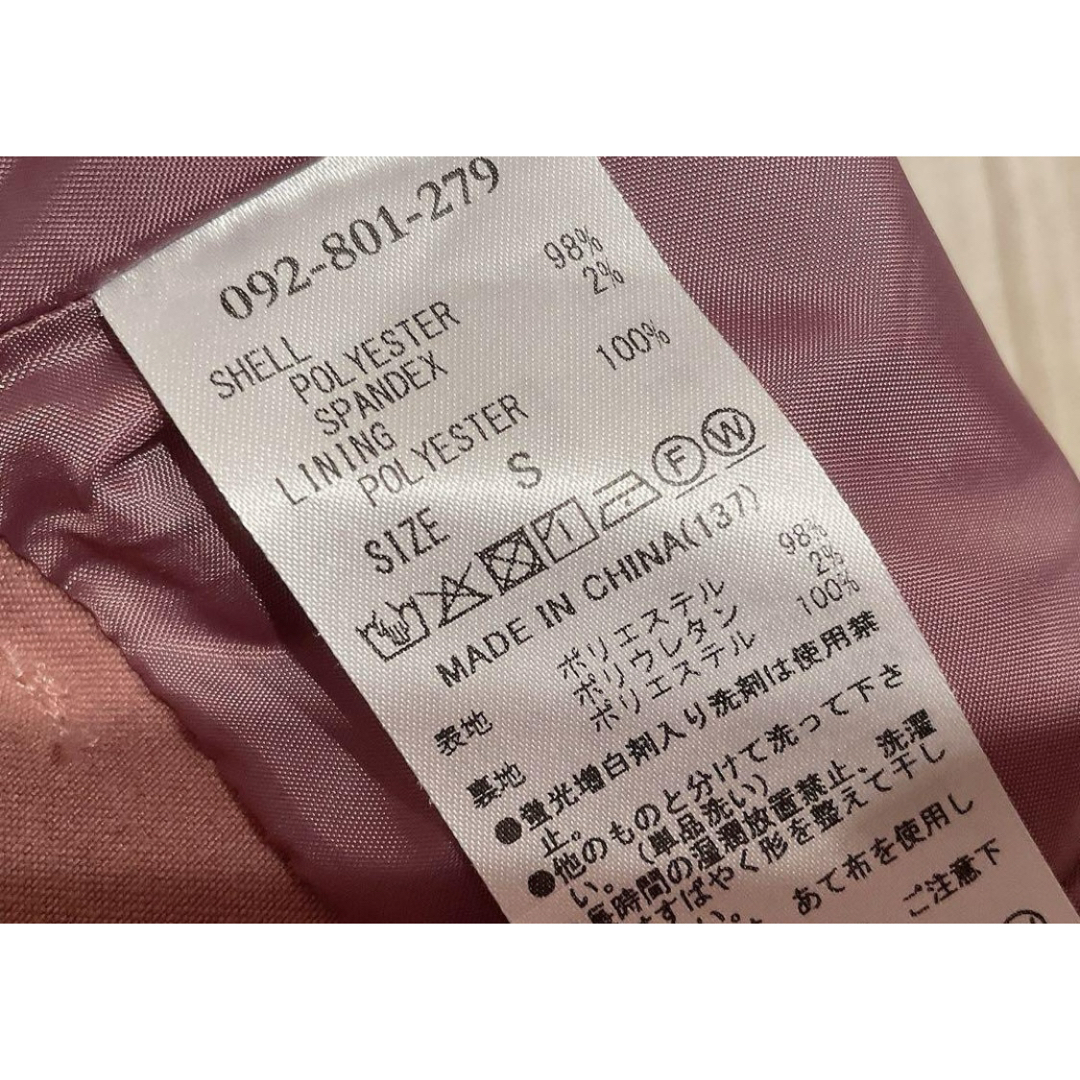 092-801-279
SHELL
POLYESTER 98%
SPANDEX 2%
LINING
POLYESTER 100%
SIZE S
F W
MADE IN CHINA(137)
表地 ポリエステル 98%
ポリウレタン 2%
裏地 ポリエステル 100%
●蛍光増白剤入り洗剤は使用禁
止。
●他のものと分けて洗って下さ
い。(単品洗い)
長時間の湿潤放置禁止、洗濯
すばやく形を整えて干し
い。
あて布を使用し
ご注意下